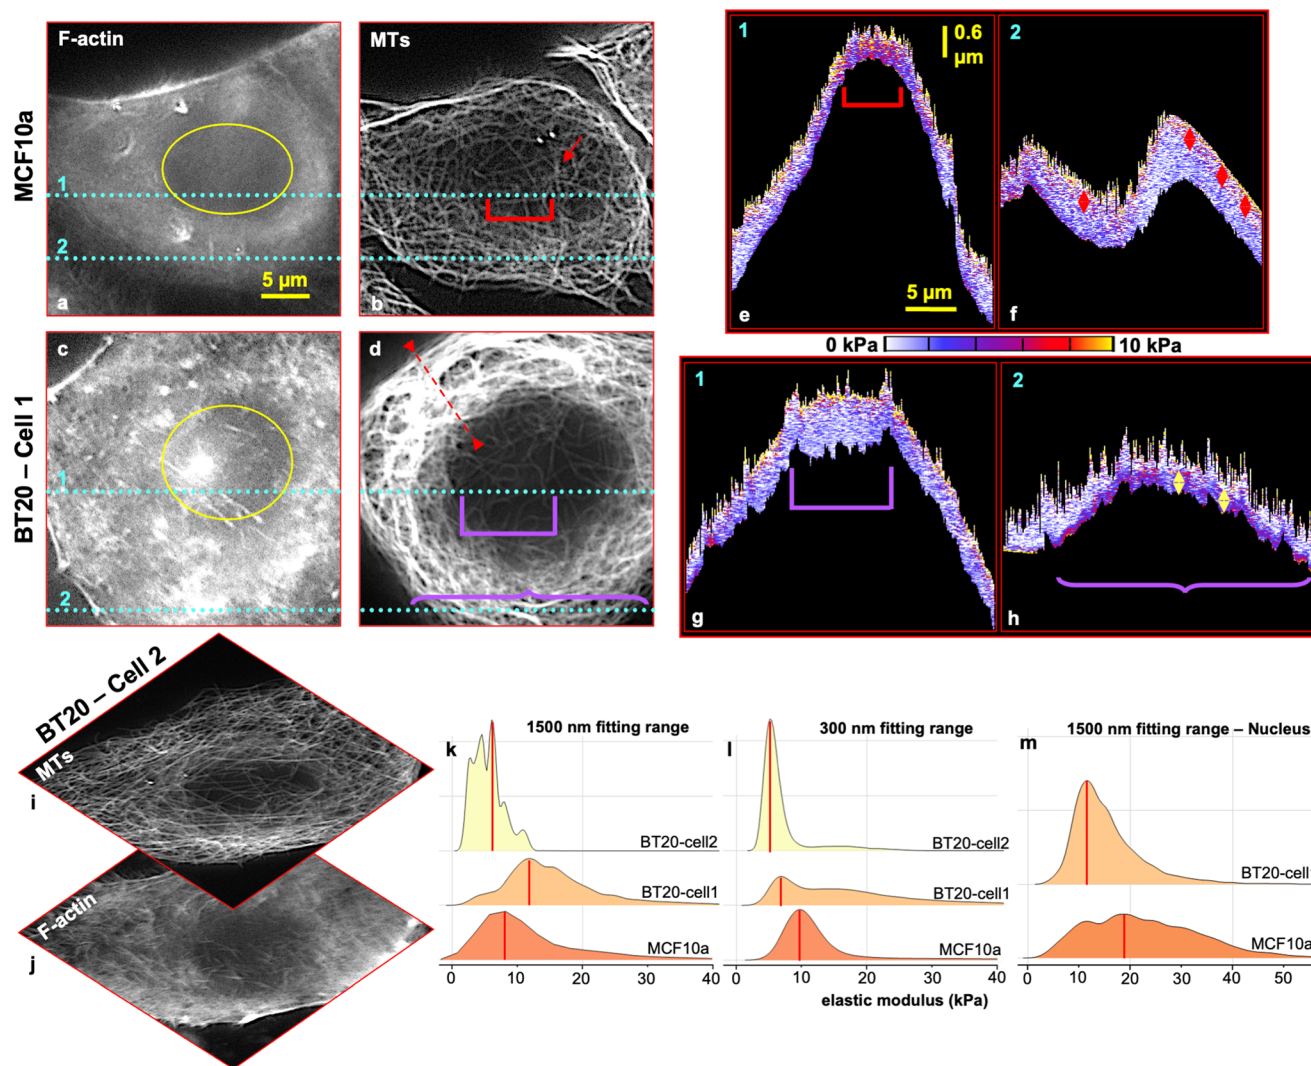 F-actin
MTs
MCF10a
1
2
5 µm
a
b
1
0.6
µm
5 µm
e
2
f
0 kPa
10 kPa
BT20 – Cell 1
c
1
2
d
1
g
2
h
BT20 – Cell 2
MTs
i
F-actin
j
k
1500 nm fitting range
BT20-cell2
BT20-cell1
MCF10a
0
10
20
30
40
l
300 nm fitting range
BT20-cell2
BT20-cell1
MCF10a
0
10
20
30
40
elastic modulus (kPa)
m
1500 nm fitting range – Nucleus
BT20-cell1
MCF10a
0
10
20
30
40
50